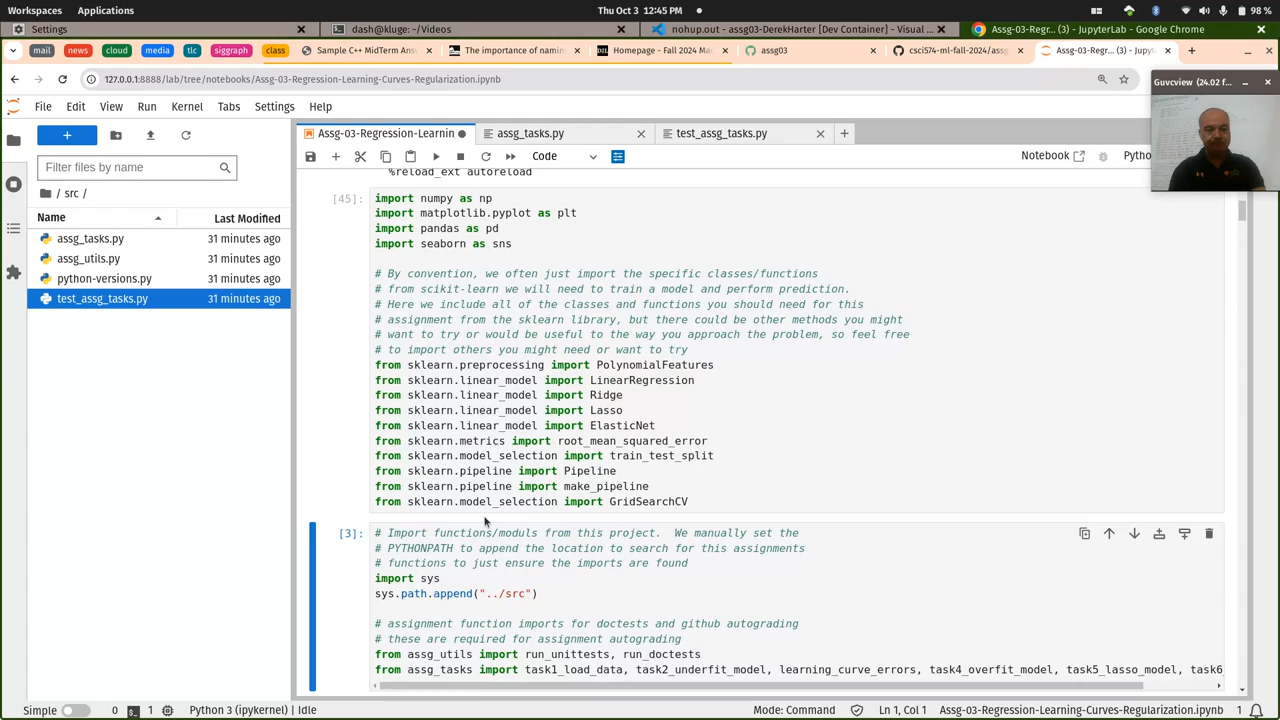 Workspaces Applications Thu Oct 3 12:45 PM 98 %
Settings dash@kluge: ~/Videos nohup.out - assg03-DerekHarter [Dev Container] - Visual ... Assg-03-Regr... (3) - JupyterLab - Google Chrome
mail news cloud media tlc siggraph class Sample C++ MidTerm Ans The importance of namin Homepage - Fall 2024 Ma assg03 csci574-ml-fall-2024/assg Assg-03-Regr... (3) - Jupyt
127.0.0.1:8888/lab/tree/notebooks/Assg-03-Regression-Learning-Curves-Regularization.ipynb
Guvcview (24.02 f...
File Edit View Run Kernel Tabs Settings Help
Assg-03-Regression-Learnin assg_tasks.py test_assg_tasks.py
Code Notebook Pytho
Filter files by name
/ src /
Name Last Modified
assg_tasks.py 31 minutes ago
assg_utils.py 31 minutes ago
python-versions.py 31 minutes ago
test_assg_tasks.py 31 minutes ago
%reload_ext autoreload
[45]: import numpy as np
import matplotlib.pyplot as plt
import pandas as pd
import seaborn as sns
# By convention, we often just import the specific classes/functions
# from scikit-learn we will need to train a model and perform prediction.
# Here we include all of the classes and functions you should need for this
# assignment from the sklearn library, but there could be other methods you might
# want to try or would be useful to the way you approach the problem, so feel free
# to import others you might need or want to try
from sklearn.preprocessing import PolynomialFeatures
from sklearn.linear_model import LinearRegression
from sklearn.linear_model import Ridge
from sklearn.linear_model import Lasso
from sklearn.linear_model import ElasticNet
from sklearn.metrics import root_mean_squared_error
from sklearn.model_selection import train_test_split
from sklearn.pipeline import Pipeline
from sklearn.pipeline import make_pipeline
from sklearn.model_selection import GridSearchCV
[3]: # Import functions/moduls from this project. We manually set the
# PYTHONPATH to append the location to search for this assignments
# functions to just ensure the imports are found
import sys
sys.path.append("../src")
# assignment function imports for doctests and github autograding
# these are required for assignment autograding
from assg_utils import run_unittests, run_doctests
from assg_tasks import task1_load_data, task2_underfit_model, learning_curve_errors, task4_overfit_model, task5_lasso_model, task6_
Simple 0 1 Python 3 (ipykernel) | Idle Mode: Command Ln 1, Col 1 Assg-03-Regression-Learning-Curves-Regularization.ipynb 1